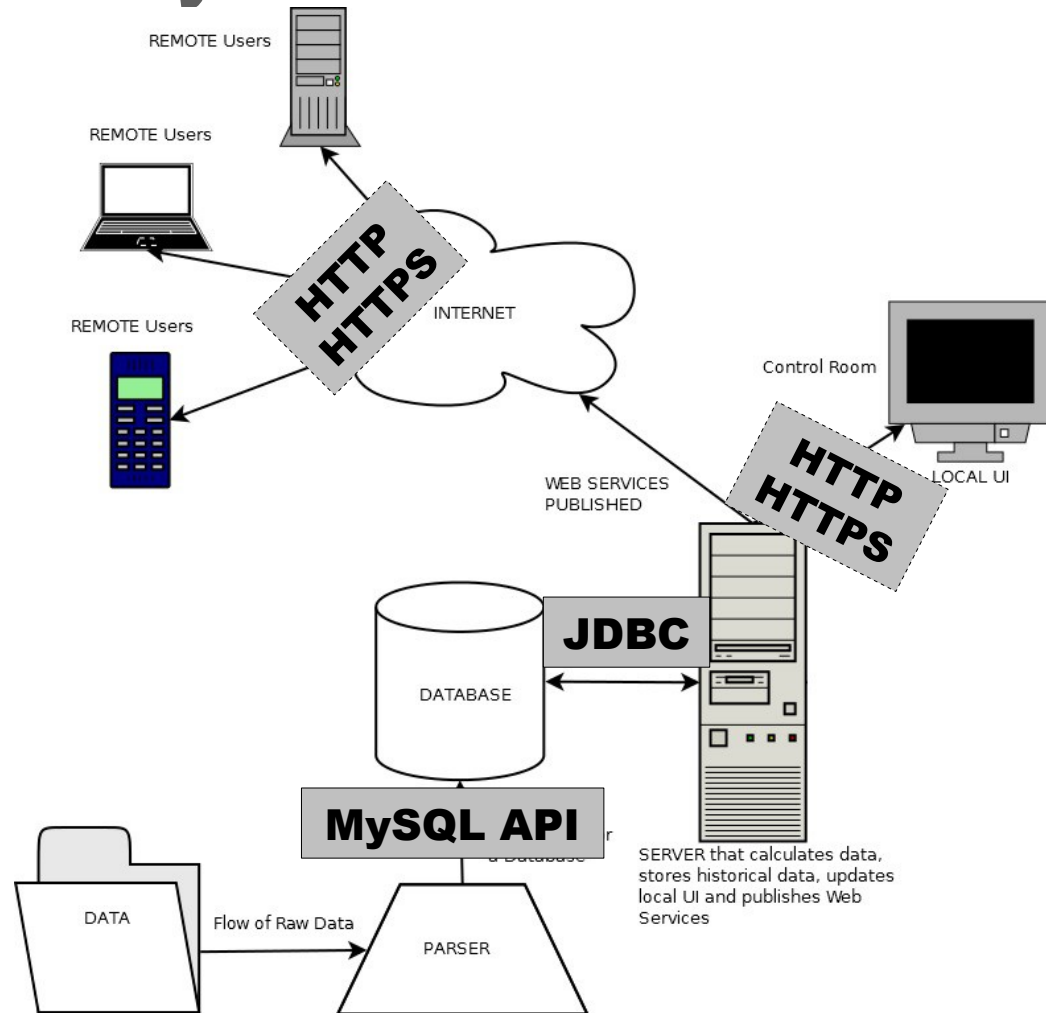 REMOTE Users
REMOTE Users
HTTP
HTTPS
INTERNET
REMOTE Users
Control Room
HTTP
HTTPS
LOCAL UI
WEB SERVICES
PUBLISHED
JDBC
DATABASE
MySQL API
a Database
SERVER that calculates data,
stores historical data, updates
local UI and publishes Web
Services
DATA
Flow of Raw Data
PARSER